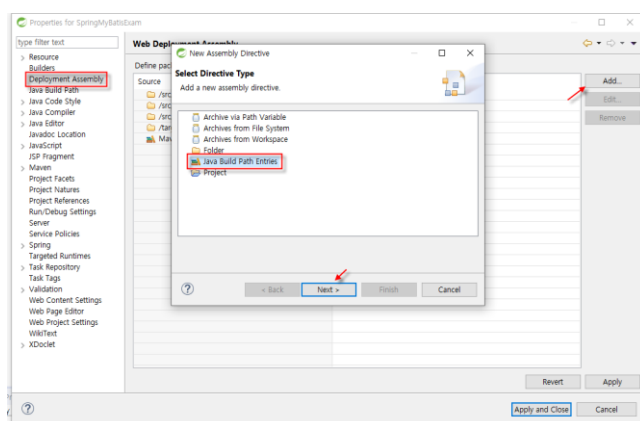 Properties for SpringMyBatisExam
type filter text
Resource
Builders
Deployment Assembly
Java Build Path
Java Code Style
Java Compiler
Java Editor
Javadoc Location
JavaScript
JSP Fragment
Maven
Project Facets
Project Natures
Project References
Run/Debug Settings
Server
Service Policies
Spring
Targeted Runtimes
Task Repository
Task Tags
Validation
Web Content Settings
Web Page Editor
Web Project Settings
WikiText
XDoclet
Web Deployment Assembly
Define pac
Source
/src
/src
/src
/tar
Mav
Add...
Edit...
Remove
New Assembly Directive
Select Directive Type
Add a new assembly directive.
Archive via Path Variable
Archives from File System
Archives from Workspace
Folder
Java Build Path Entries
Project
< Back
Next >
Finish
Cancel
Revert
Apply
Apply and Close
Cancel